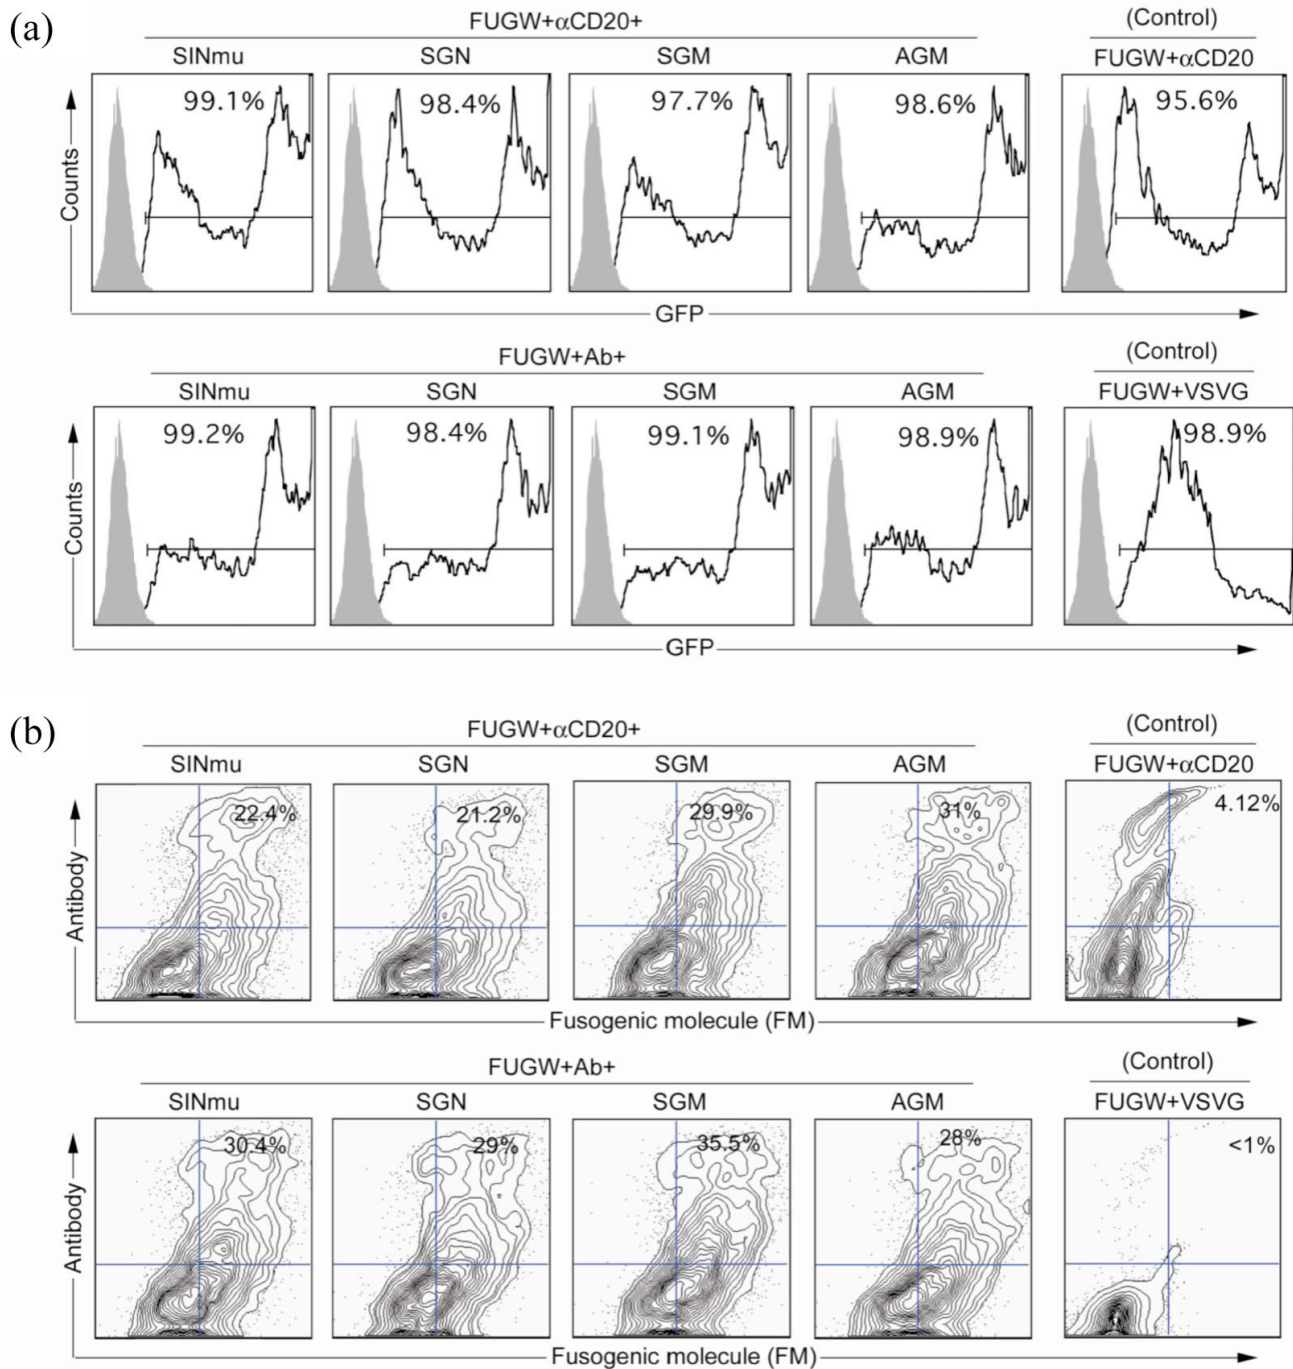 (a)
FUGW+αCD20+ (Control)
SINmu SGN SGM AGM FUGW+αCD20
99.1% 98.4% 97.7% 98.6% 95.6%
Counts
GFP
FUGW+Ab+ (Control)
SINmu SGN SGM AGM FUGW+VSVG
99.2% 98.4% 99.1% 98.9% 98.9%
Counts
GFP
(b)
FUGW+αCD20+ (Control)
SINmu SGN SGM AGM FUGW+αCD20
22.4% 21.2% 29.9% 31% 4.12%
Antibody
Fusogenic molecule (FM)
FUGW+Ab+ (Control)
SINmu SGN SGM AGM FUGW+VSVG
30.4% 29% 35.5% 28% <1%
Antibody
Fusogenic molecule (FM)